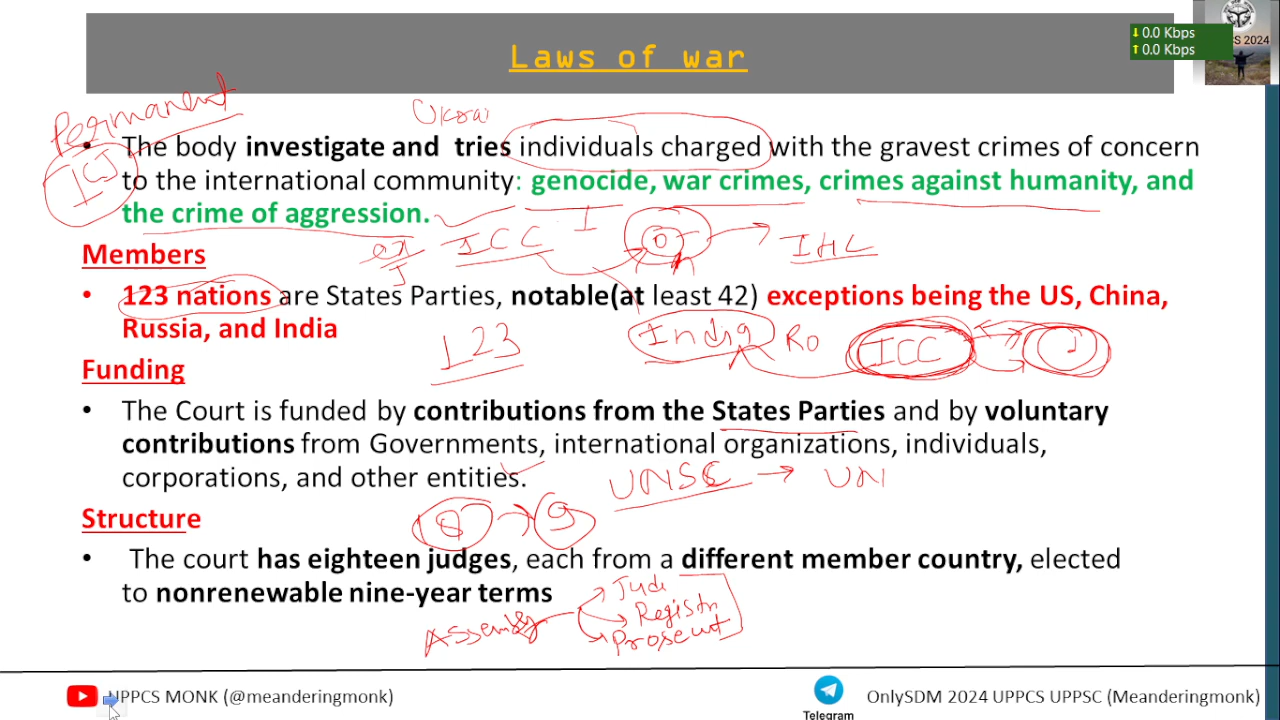 Laws of war
↓ 0.0 Kbps
↑ 0.0 Kbps
S 2024
Permanent
Ukrai
• The body investigate and tries individuals charged with the gravest crimes of concern
ICJ
to the international community: genocide, war crimes, crimes against humanity, and
the crime of aggression.
ICC I
IHL
Members
• 123 nations are States Parties, notable(at least 42) exceptions being the US, China,
Russia, and India
123
India
Ro
ICC
Funding
• The Court is funded by contributions from the States Parties and by voluntary
contributions from Governments, international organizations, individuals,
corporations, and other entities.
UNSC → UN
Structure
18 → 9
• The court has eighteen judges, each from a different member country, elected
to nonrenewable nine-year terms
Judi
Registr
Assembly
Prosecut
UPPCS MONK (@meanderingmonk)
Telegram
OnlySDM 2024 UPPCS UPPSC (Meanderingmonk)